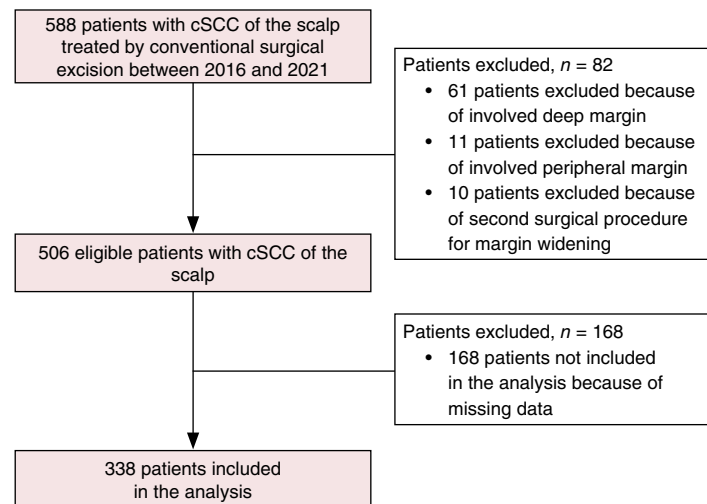 588 patients with cSCC of the scalp
treated by conventional surgical
excision between 2016 and 2021
Patients excluded, n = 82
• 61 patients excluded because
of involved deep margin
• 11 patients excluded because
of involved peripheral margin
• 10 patients excluded because
of second surgical procedure
for margin widening
506 eligible patients with cSCC of the
scalp
Patients excluded, n = 168
• 168 patients not included
in the analysis because of
missing data
338 patients included
in the analysis